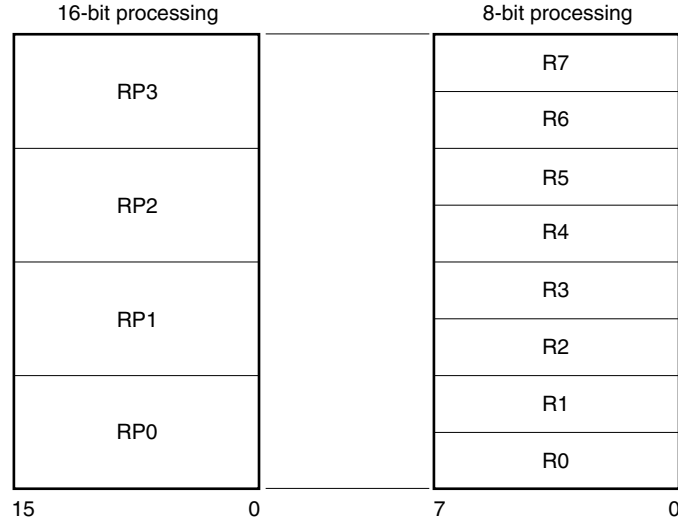 16-bit processing
8-bit processing
RP3
RP2
RP1
RP0
R7
R6
R5
R4
R3
R2
R1
R0
15 0
7 0